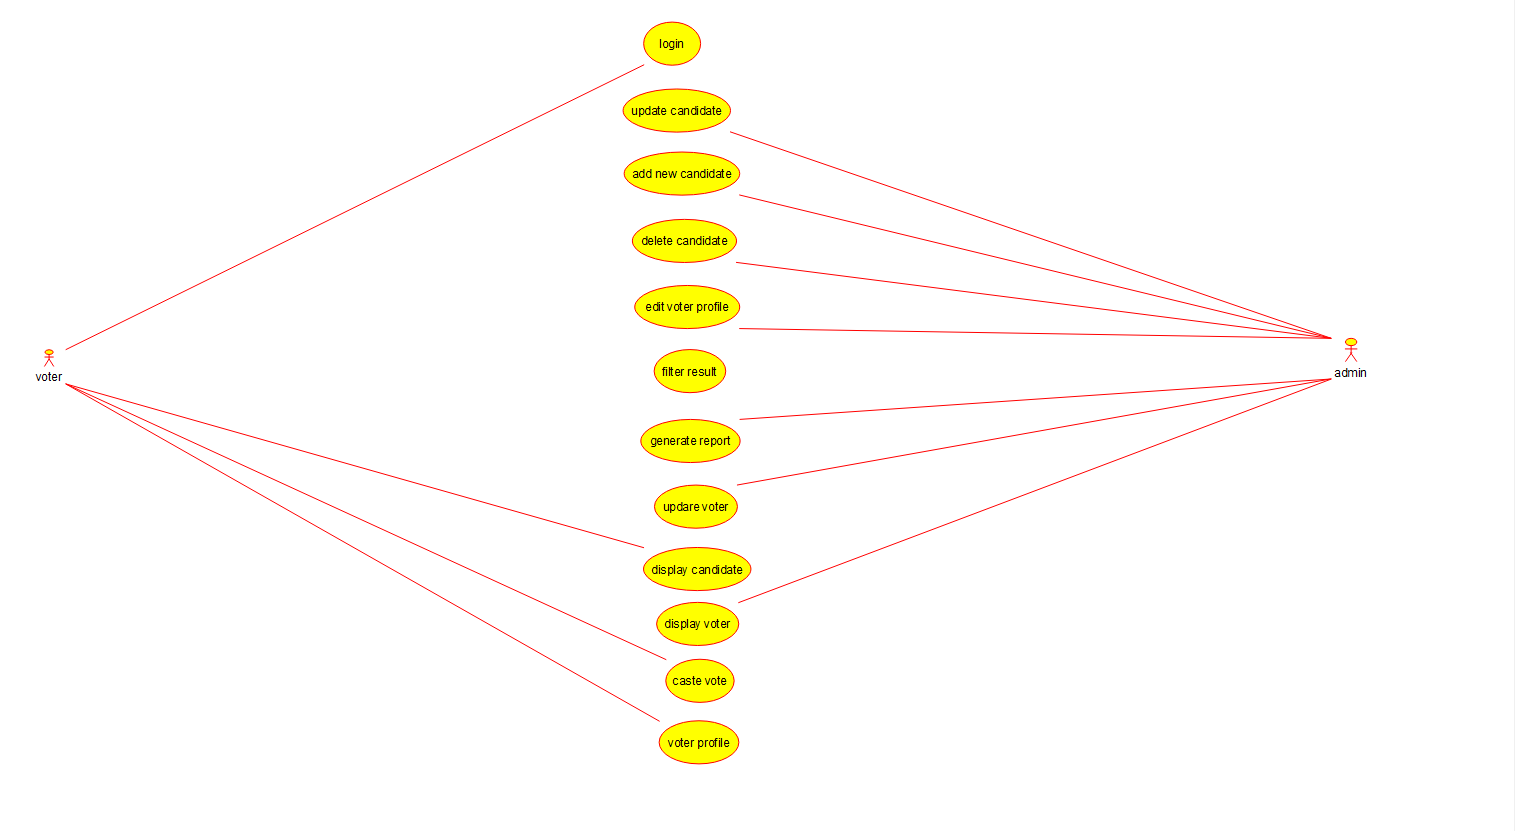 login
update candidate
add new candidate
delete candidate
edit voter profile
filter result
voter
admin
generate report
updare voter
display candidate
display voter
caste vote
voter profile